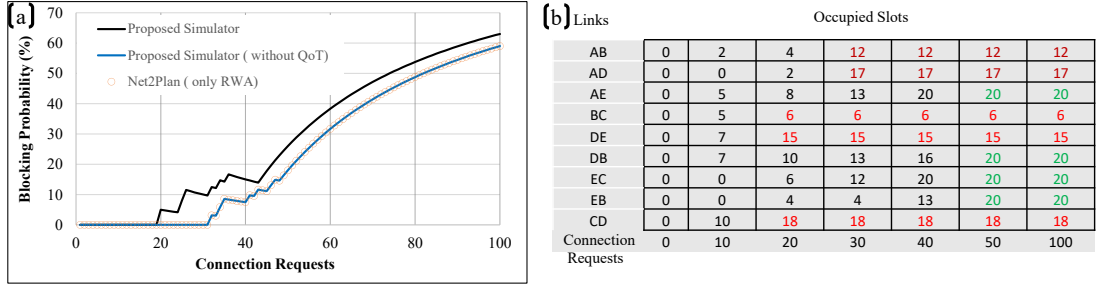 (a)
Blocking Probability (%)
70
60
50
40
30
20
10
0
Proposed Simulator
Proposed Simulator ( without QoT)
Net2Plan ( only RWA)
0 20 40 60 80 100
Connection Requests
(b) Links Occupied Slots
AB 0 2 4 12 12 12 12
AD 0 0 2 17 17 17 17
AE 0 5 8 13 20 20 20
BC 0 5 6 6 6 6 6
DE 0 7 15 15 15 15 15
DB 0 7 10 13 16 20 20
EC 0 0 6 12 20 20 20
EB 0 0 4 4 13 20 20
CD 0 10 18 18 18 18 18
Connection Requests 0 10 20 30 40 50 100